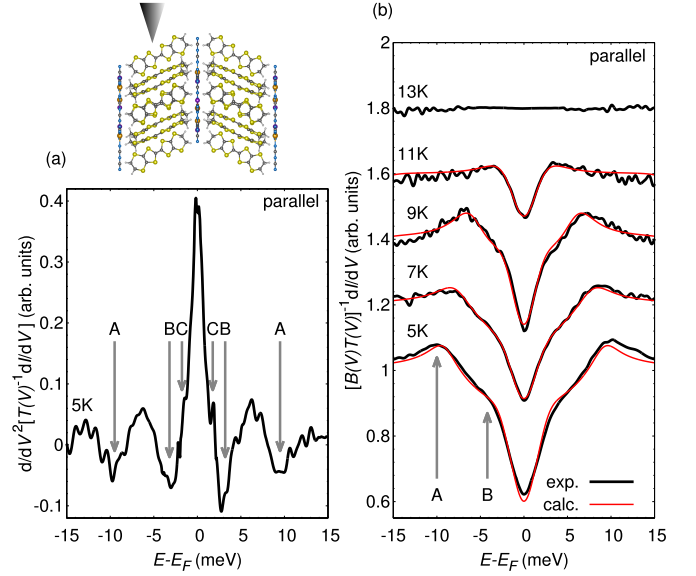 (a)
parallel
d/dV²[T(V)⁻¹dI/dV] (arb. units)
0.4
0.3
0.2
0.1
0
-0.1
A
BC
CB
A
5K
-15 -10 -5 0 5 10 15
E-E_F (meV)
(b)
parallel
[B(V)T(V)]⁻¹dI/dV (arb. units)
2
1.8
1.6
1.4
1.2
1
0.8
0.6
13K
11K
9K
7K
5K
A
B
exp.
calc.
-15 -10 -5 0 5 10 15
E-E_F (meV)